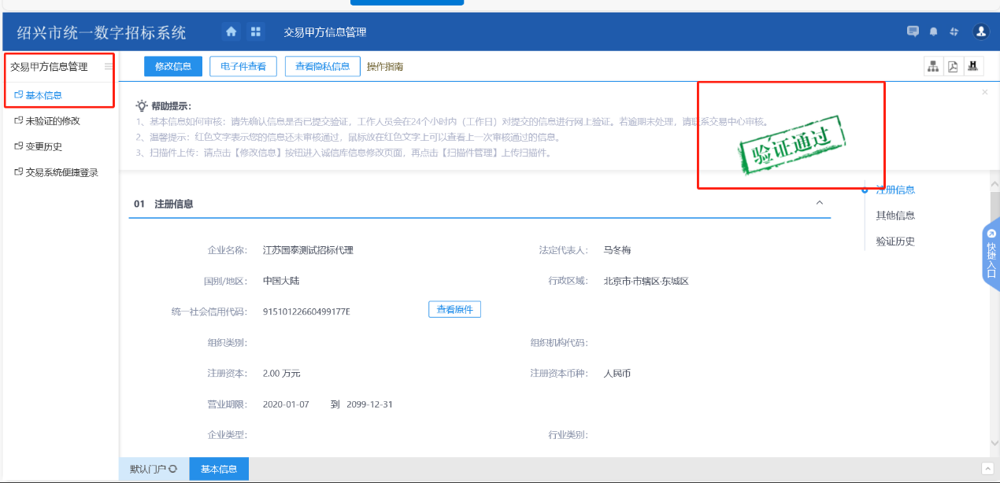 绍兴市统一数字招标系统 交易甲方信息管理
交易甲方信息管理
基本信息
未验证的修改
变更历史
交易系统便捷登录
修改信息 电子件查看 查看隐私信息 操作指南
帮助提示：
1、基本信息如何审核：请先确认信息是否已提交验证，工作人员会在24个小时内（工作日）对提交的信息进行网上验证。若逾期未处理，请联系交易中心审核。
2、温馨提示：红色文字表示您的信息还未审核通过，鼠标放在红色文字上可以查看上一次审核通过的信息。
3、扫描件上传：请点击【修改信息】按钮进入诚信库信息修改页面，再点击【扫描件管理】上传扫描件。
验证通过
01 注册信息
企业名称： 江苏国泰测试招标代理 法定代表人： 马冬梅
国别/地区： 中国大陆 行政区域： 北京市·市辖区·东城区
统一社会信用代码： 91510122660499177E 查看原件
组织类别： 组织机构代码：
注册资本： 2.00 万元 注册资本币种： 人民币
营业期限： 2020-01-07 到 2099-12-31
企业类型： 行业类别：
注册信息
其他信息
验证历史
快捷入口
默认门户 基本信息